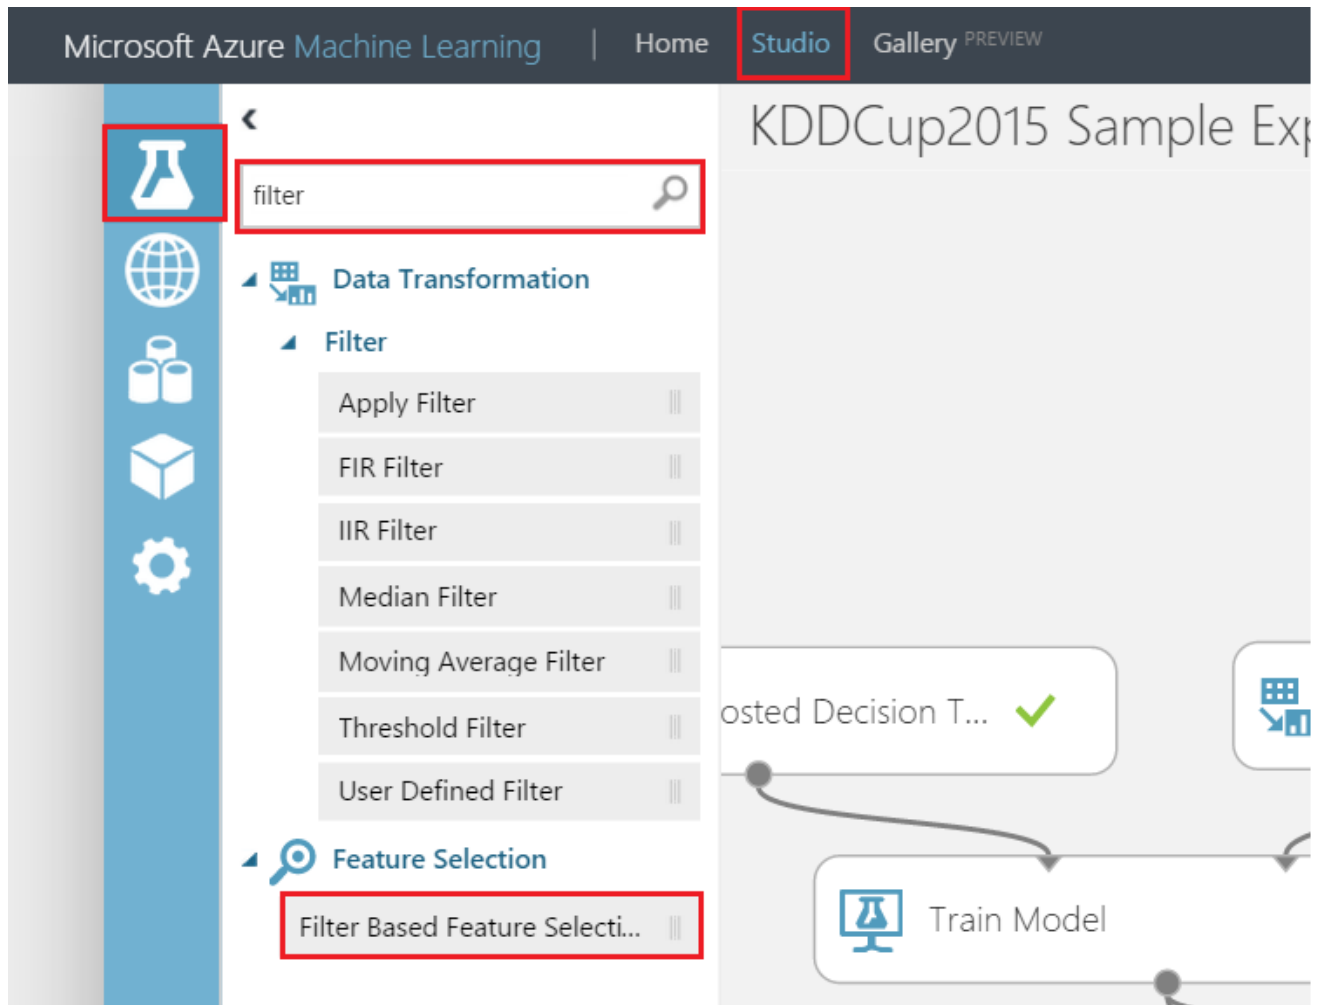 Microsoft Azure Machine Learning | Home Studio Gallery PREVIEW
KDDCup2015 Sample Exp
filter
Data Transformation
Filter
Apply Filter
FIR Filter
IIR Filter
Median Filter
Moving Average Filter
Threshold Filter
User Defined Filter
Feature Selection
Filter Based Feature Selecti...
osted Decision T...
Train Model